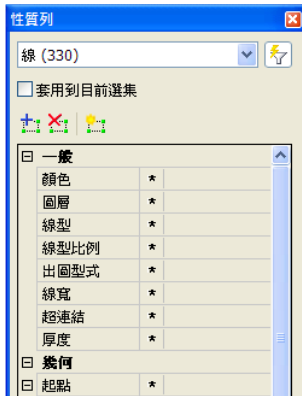 性質列
線 (330)
套用到目前選集
一般
顏色 *
圖層 *
線型 *
線型比例 *
出圖型式 *
線寬 *
超連結 *
厚度 *
幾何
起點 *